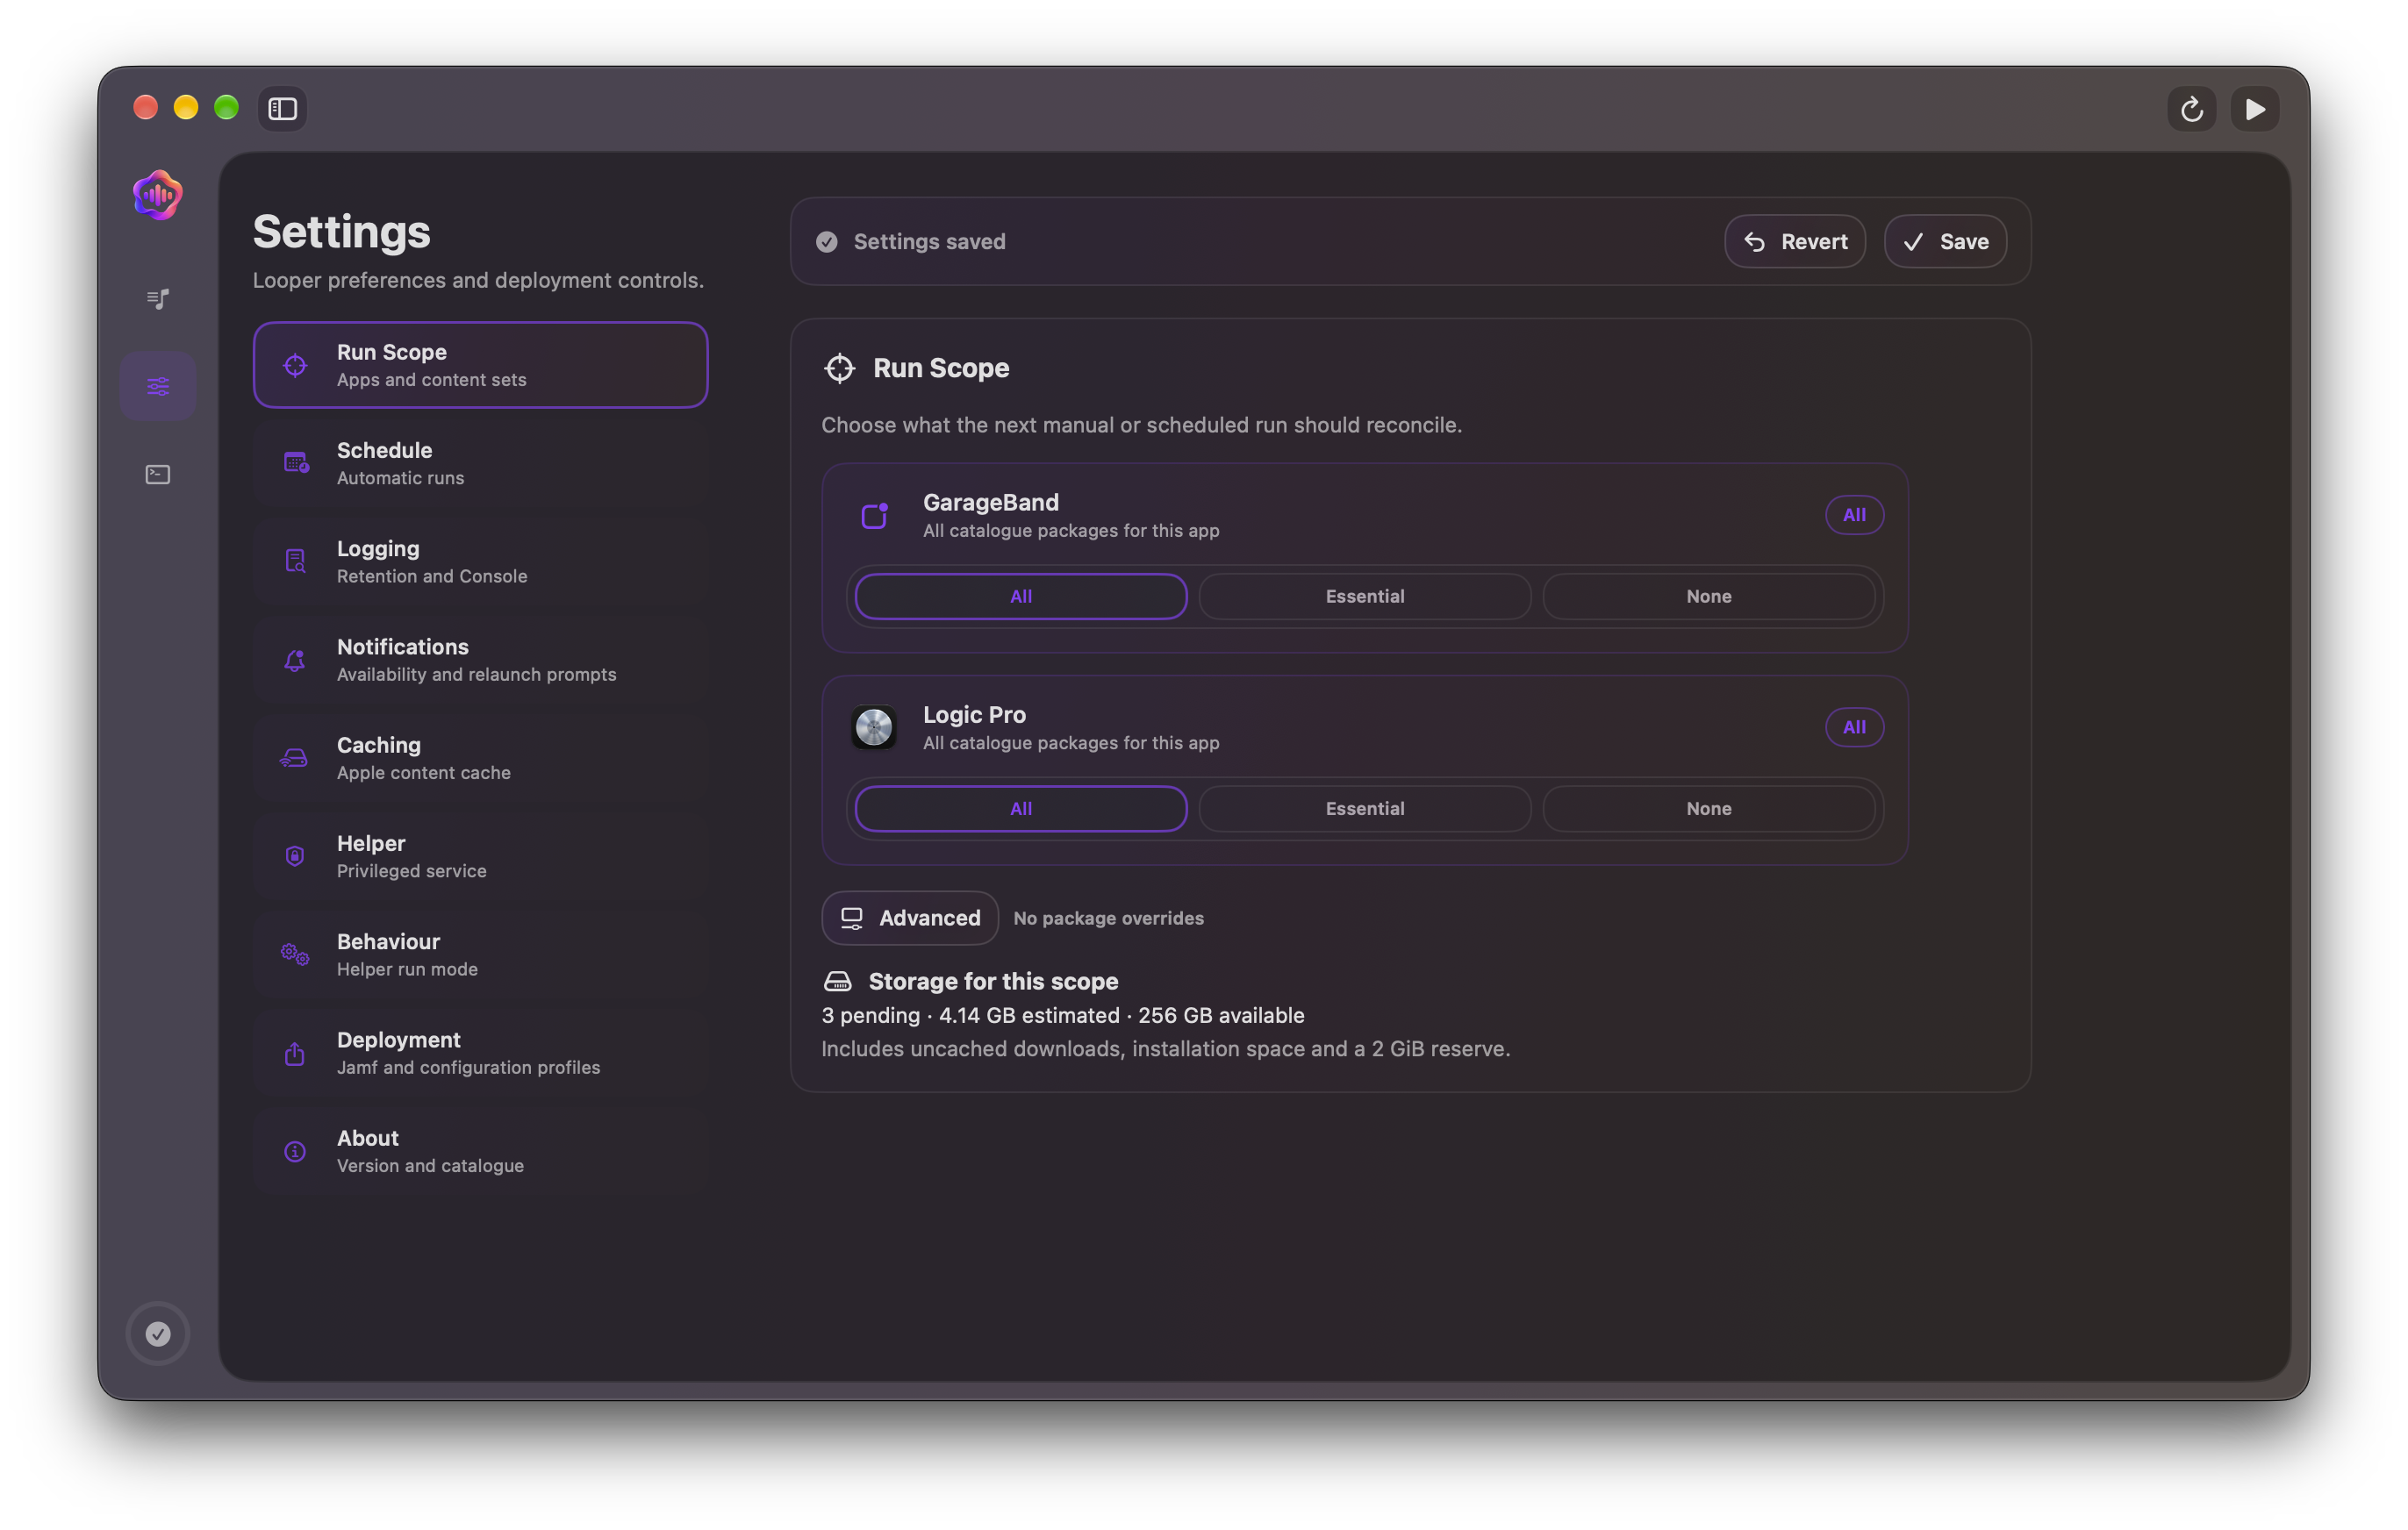 Settings
Looper preferences and deployment controls.
Run Scope
Apps and content sets
Schedule
Automatic runs
Logging
Retention and Console
Notifications
Availability and relaunch prompts
Caching
Apple content cache
Helper
Privileged service
Behaviour
Helper run mode
Deployment
Jamf and configuration profiles
About
Version and catalogue
Settings saved
Revert
Save
Run Scope
Choose what the next manual or scheduled run should reconcile.
GarageBand
All catalogue packages for this app
All
All
Essential
None
Logic Pro
All catalogue packages for this app
All
All
Essential
None
Advanced
No package overrides
Storage for this scope
3 pending · 4.14 GB estimated · 256 GB available
Includes uncached downloads, installation space and a 2 GiB reserve.